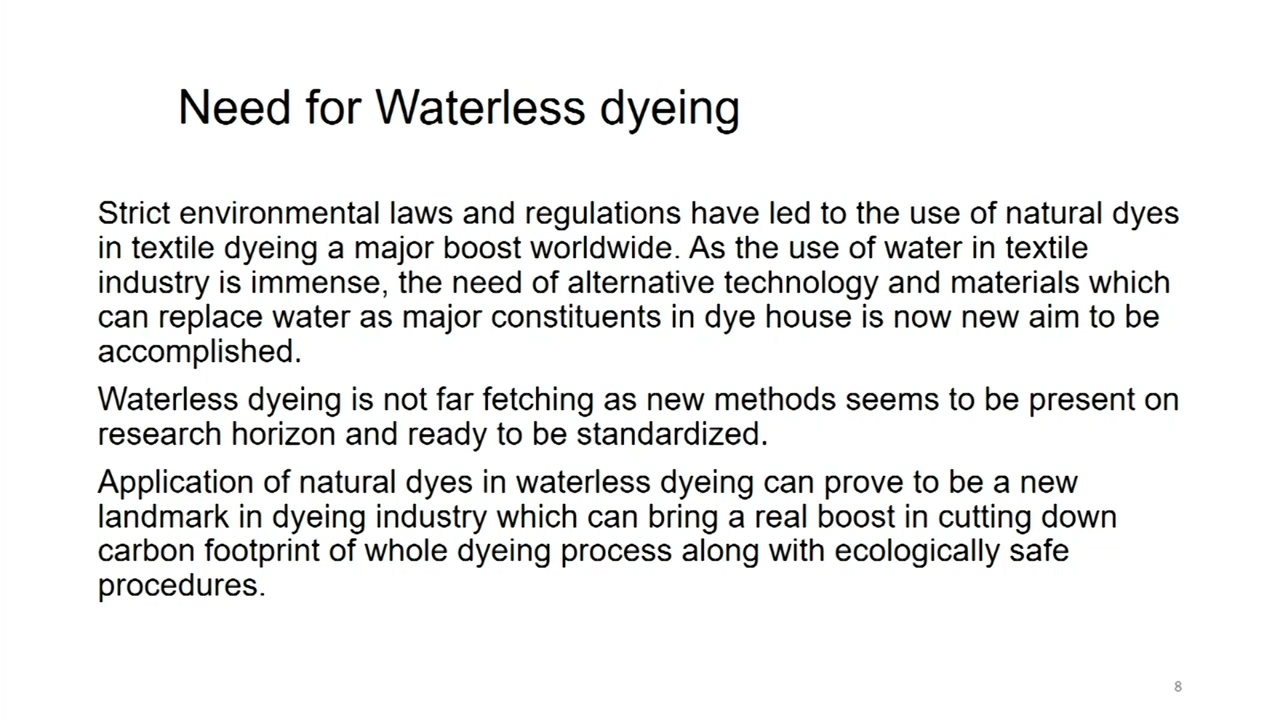 Need for Waterless dyeing
Strict environmental laws and regulations have led to the use of natural dyes
in textile dyeing a major boost worldwide. As the use of water in textile
industry is immense, the need of alternative technology and materials which
can replace water as major constituents in dye house is now new aim to be
accomplished.
Waterless dyeing is not far fetching as new methods seems to be present on
research horizon and ready to be standardized.
Application of natural dyes in waterless dyeing can prove to be a new
landmark in dyeing industry which can bring a real boost in cutting down
carbon footprint of whole dyeing process along with ecologically safe
procedures.
8